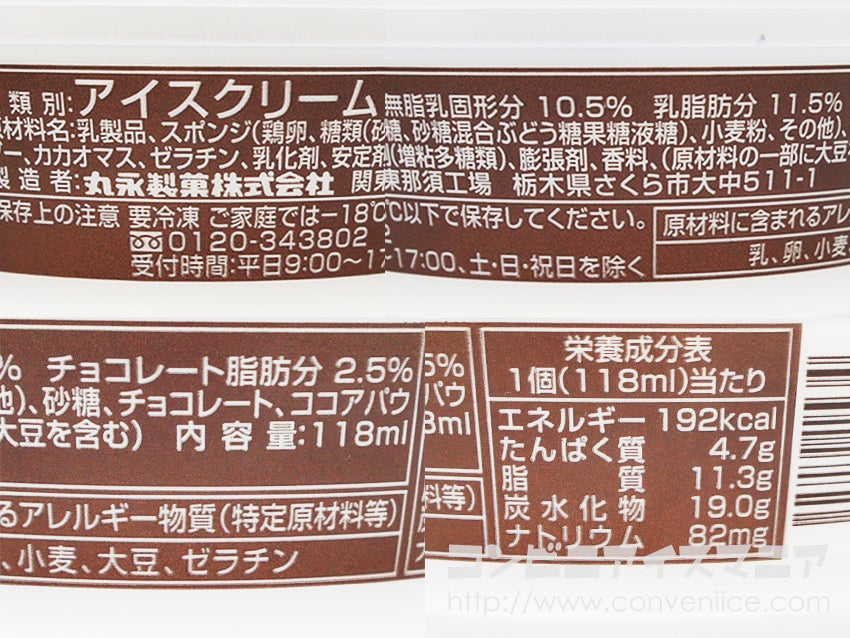 類別:アイスクリーム
原材料名:乳製品、スポンジ(鶏卵、糖類(砂
ー、カカオマス、ゼラチン、乳化剤、安定剤
製造者:丸永製菓株式会社 関東
保存上の注意 要冷凍 ご家庭では−18℃
0120-343802
受付時間:平日9:00〜17
無脂乳固形分 10.5% 乳脂肪分 11.5%
糖、砂糖混合ぶどう糖果糖液糖)、小麦粉、その他)、
(増粘多糖類)、膨張剤、香料、(原材料の一部に大豆
東那須工場 栃木県さくら市大中511-1
℃以下で保存してください。
17:00、土・日・祝日を除く
原材料に含まれるアレ
乳、卵、小麦、
% チョコレート脂肪分 2.5%
他)、砂糖、チョコレート、ココアパウ
大豆を含む) 内容量:118ml
るアレルギー物質(特定原材料等)
、小麦、大豆、ゼラチン
5%
パウ
8ml
料等)
栄養成分表
1個(118ml)当たり
エネルギー 192kcal
たんぱく質 4.7g
脂質 11.3g
炭水化物 19.0g
ナトリウム 82mg
コンビニアイスマニア
http://www.conveniice.com